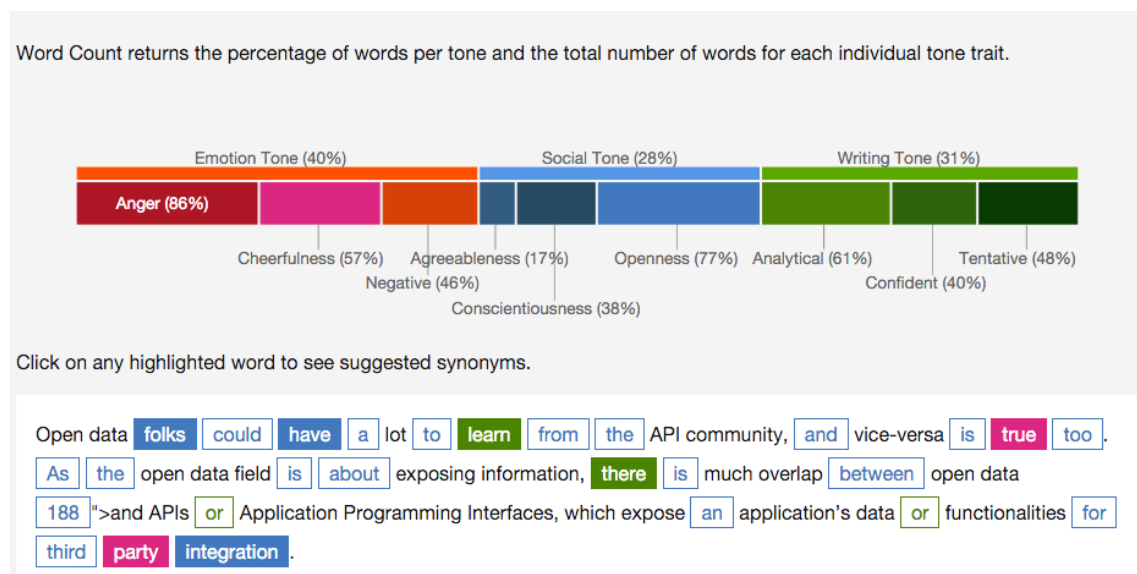 Word Count returns the percentage of words per tone and the total number of words for each individual tone trait.
Emotion Tone (40%) Social Tone (28%) Writing Tone (31%)
Anger (86%)
Cheerfulness (57%) Agreeableness (17%) Openness (77%) Analytical (61%) Tentative (48%)
Negative (46%) Confident (40%)
Conscientiousness (38%)
Click on any highlighted word to see suggested synonyms.
Open data folks could have a lot to learn from the API community, and vice-versa is true too .
As the open data field is about exposing information, there is much overlap between open data
188 ">and APIs or Application Programming Interfaces, which expose an application's data or functionalities for
third party integration .